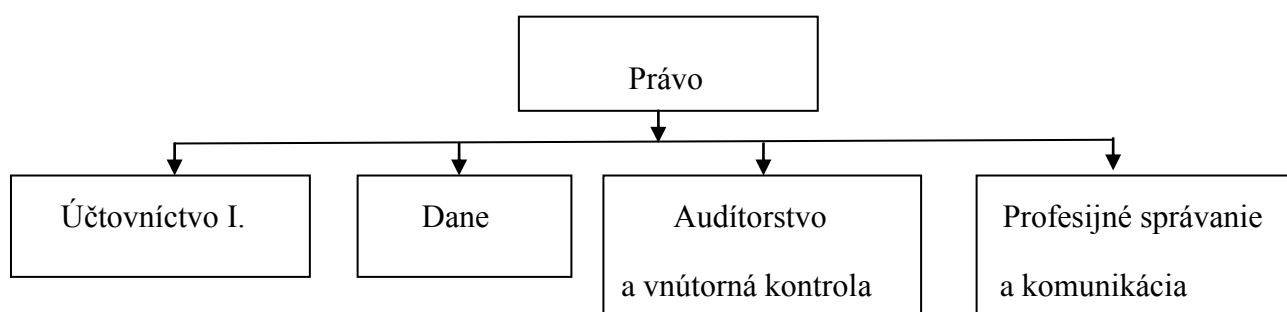 Právo
Účtovníctvo I.
Dane
Audítorstvo
a vnútorná kontrola
Profesijné správanie
a komunikácia